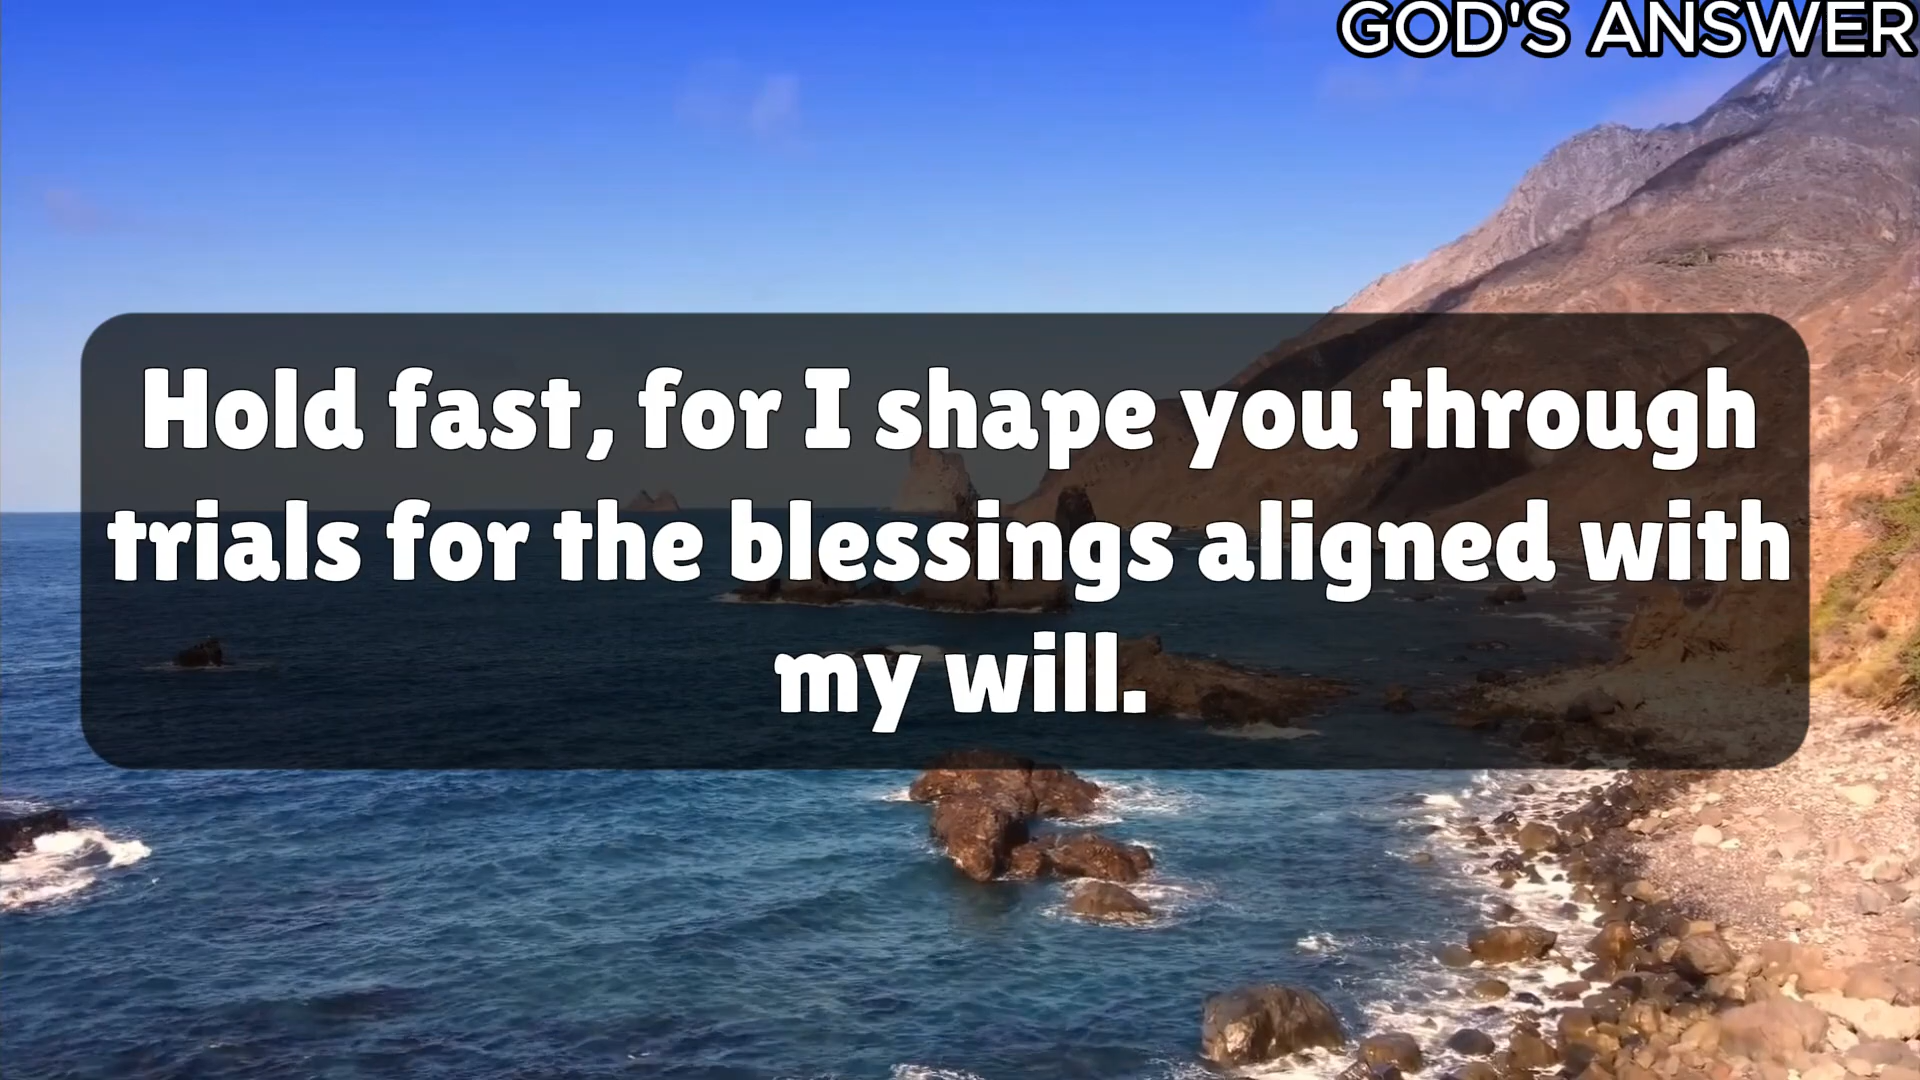 GOD'S ANSWER
Hold fast, for I shape you through
trials for the blessings aligned with
my will.